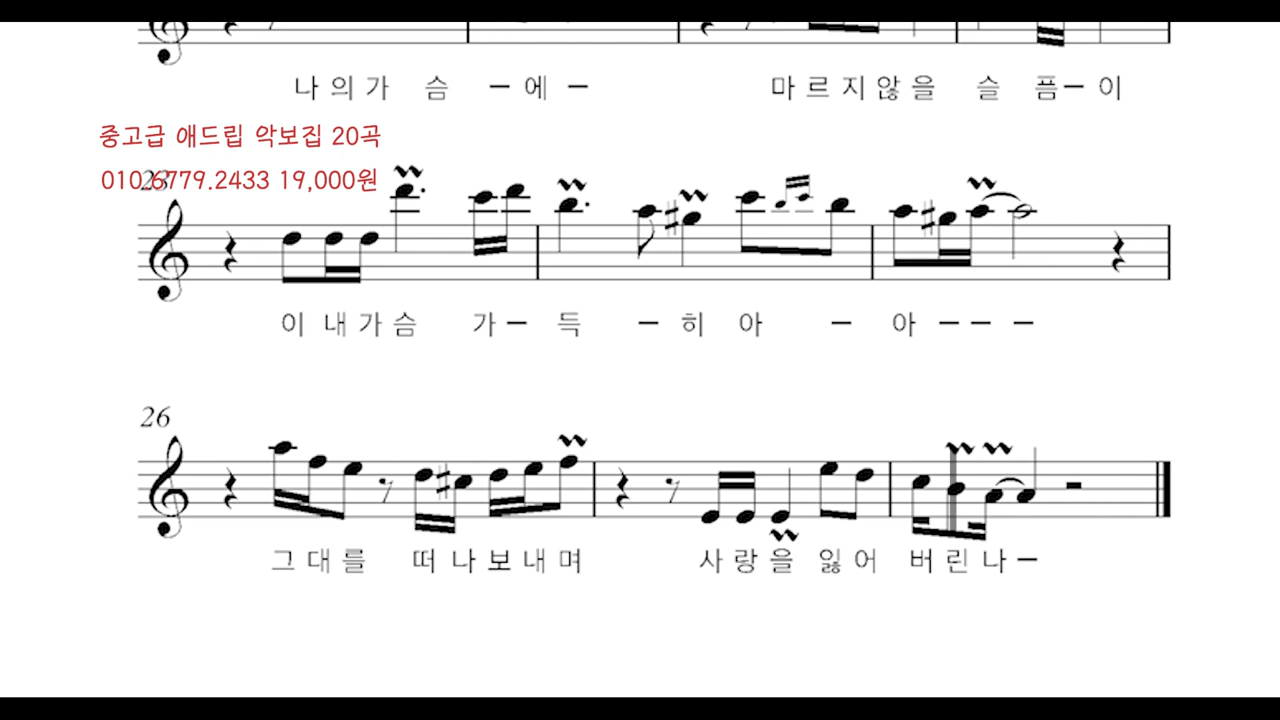 나의가 슴 ー에 ー 마르지않을 슬 픔ー 이
중고급 애드립 악보집 20곡
23
010.6779.2433 19,000원
이 내가슴 가ー 득 ー 히 아 ー 아 ーー ー
26
그대를 떠나보내며 사랑을 잃어 버린나ー